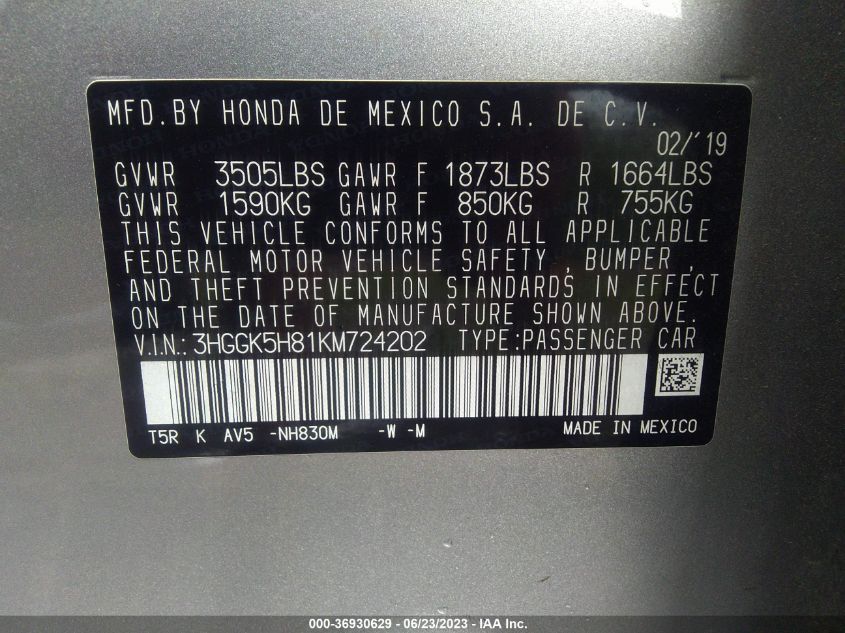 MFD.BY HONDA DE MEXICO S.A. DE C.V.
02/'19
GVWR 3505LBS GAWR F 1873LBS R 1664LBS
GVWR 1590KG GAWR F 850KG R 755KG
THIS VEHICLE CONFORMS TO ALL APPLICABLE
FEDERAL MOTOR VEHICLE SAFETY , BUMPER ,
AND THEFT PREVENTION STANDARDS IN EFFECT
ON THE DATE OF MANUFACTURE SHOWN ABOVE.
V.I.N.: 3HGGK5H81KM724202 TYPE:PASSENGER CAR
T5R K AV5 -NH830M -W -M MADE IN MEXICO
000-36930629 - 06/23/2023 - IAA Inc.